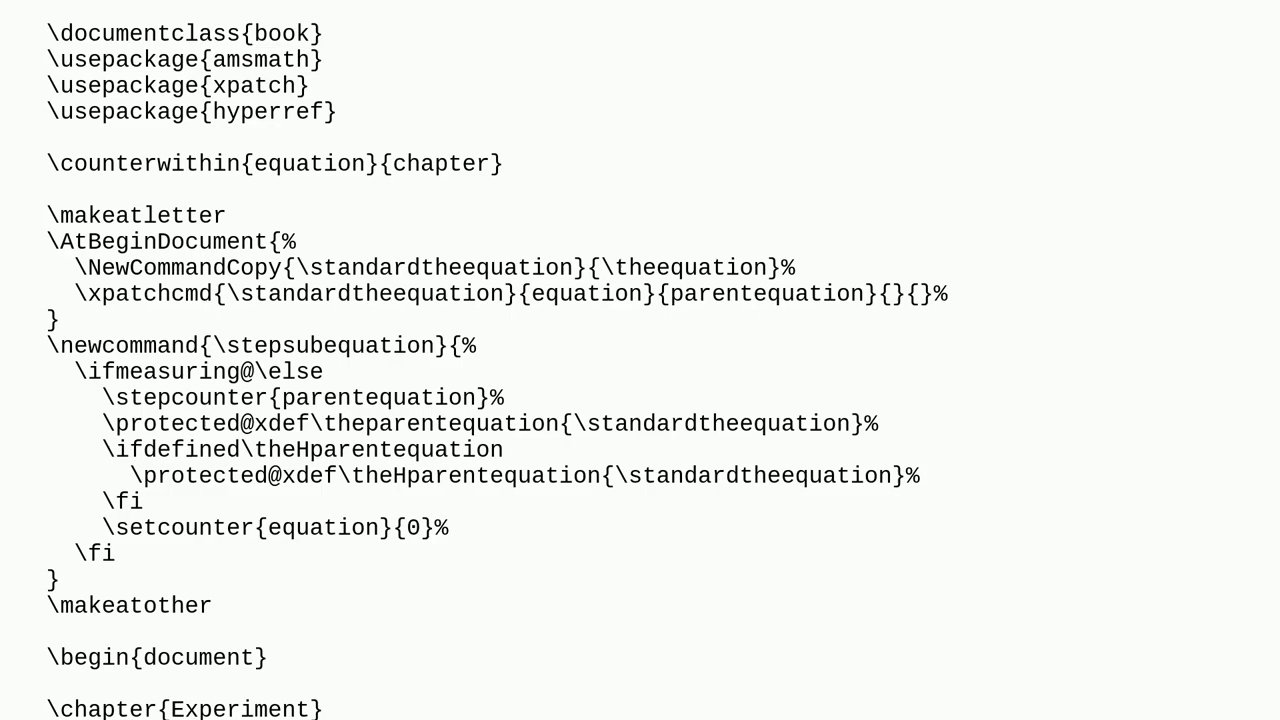 \documentclass{book}
\usepackage{amsmath}
\usepackage{xpatch}
\usepackage{hyperref}

\counterwithin{equation}{chapter}

\makeatletter
\AtBeginDocument{%
  \NewCommandCopy{\standardtheequation}{\theequation}%
  \xpatchcmd{\standardtheequation}{equation}{parentequation}{}{}%
}
\newcommand{\stepsubequation}{%
  \ifmeasuring@\else
    \stepcounter{parentequation}%
    \protected@xdef\theparentequation{\standardtheequation}%
    \ifdefined\theHparentequation
      \protected@xdef\theHparentequation{\standardtheequation}%
    \fi
    \setcounter{equation}{0}%
  \fi
}
\makeatother

\begin{document}

\chapter{Experiment}